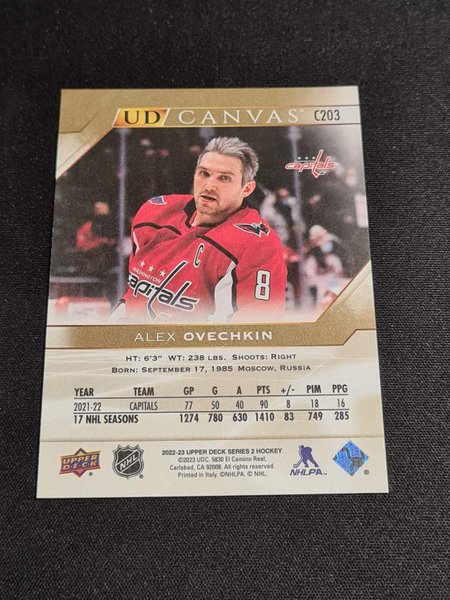 UD CANVAS C203
capitals
C
WASHINGTON
capitals
8
ALEX OVECHKIN
HT: 6'3" WT: 238 LBS. SHOOTS: RIGHT
BORN: SEPTEMBER 17, 1985 MOSCOW, RUSSIA
YEAR TEAM GP G A PTS +/- PIM PPG
2021-22 CAPITALS 77 50 40 90 8 18 16
17 NHL SEASONS 1274 780 630 1410 83 749 285
2022-23 UPPER DECK SERIES 2 HOCKEY
©2023 UDC. 5830 El Camino Real,
Carlsbad, CA 92008. All Rights Reserved.
Printed in Italy. ©NHLPA. © NHL.
UPPER DECK
NHL
NHLPA
®